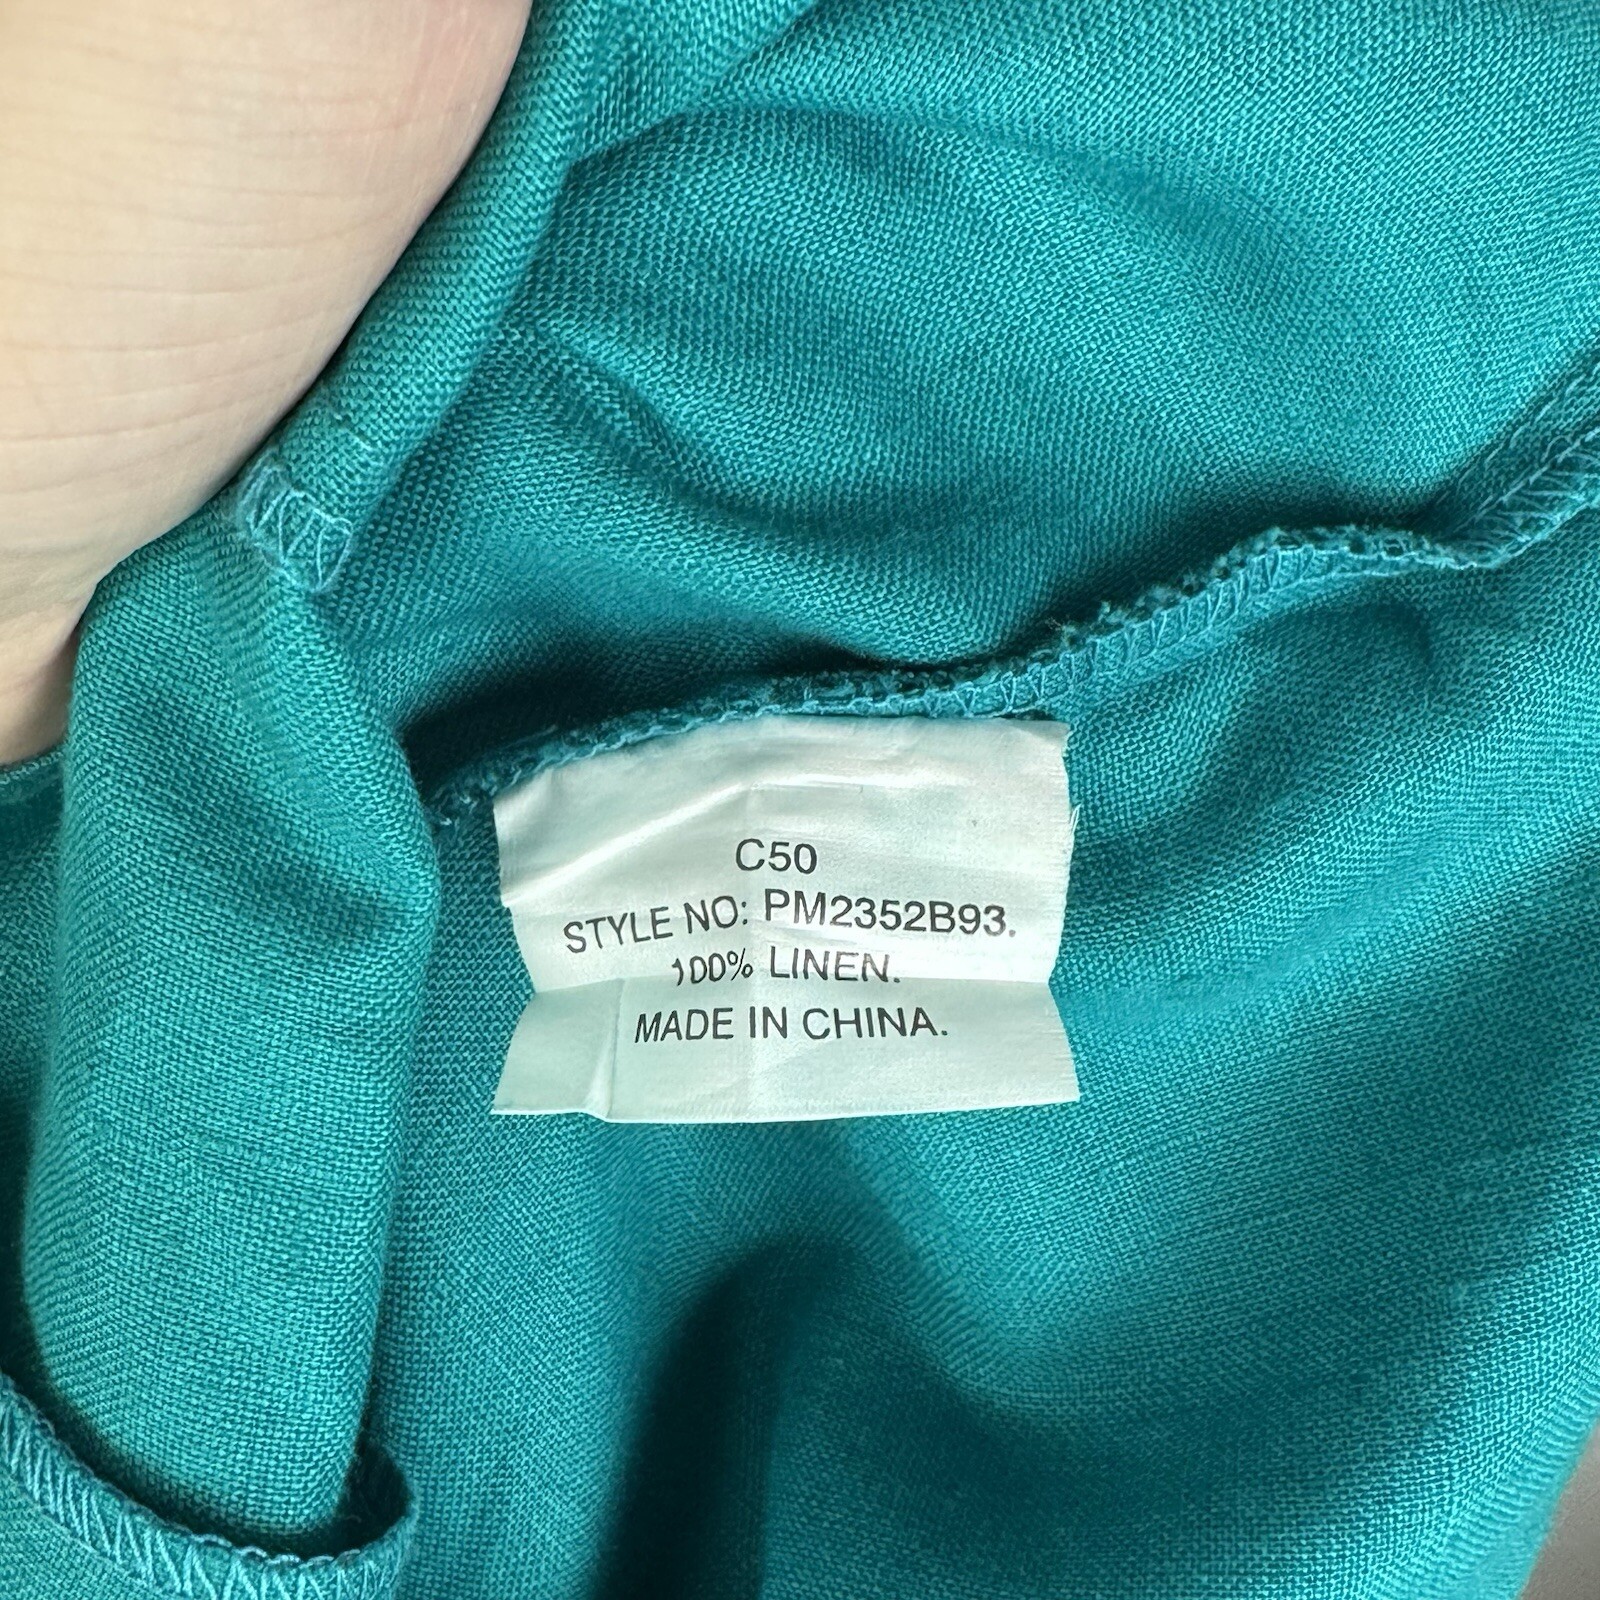 C50
STYLE NO: PM2352B93.
100% LINEN.
MADE IN CHINA.